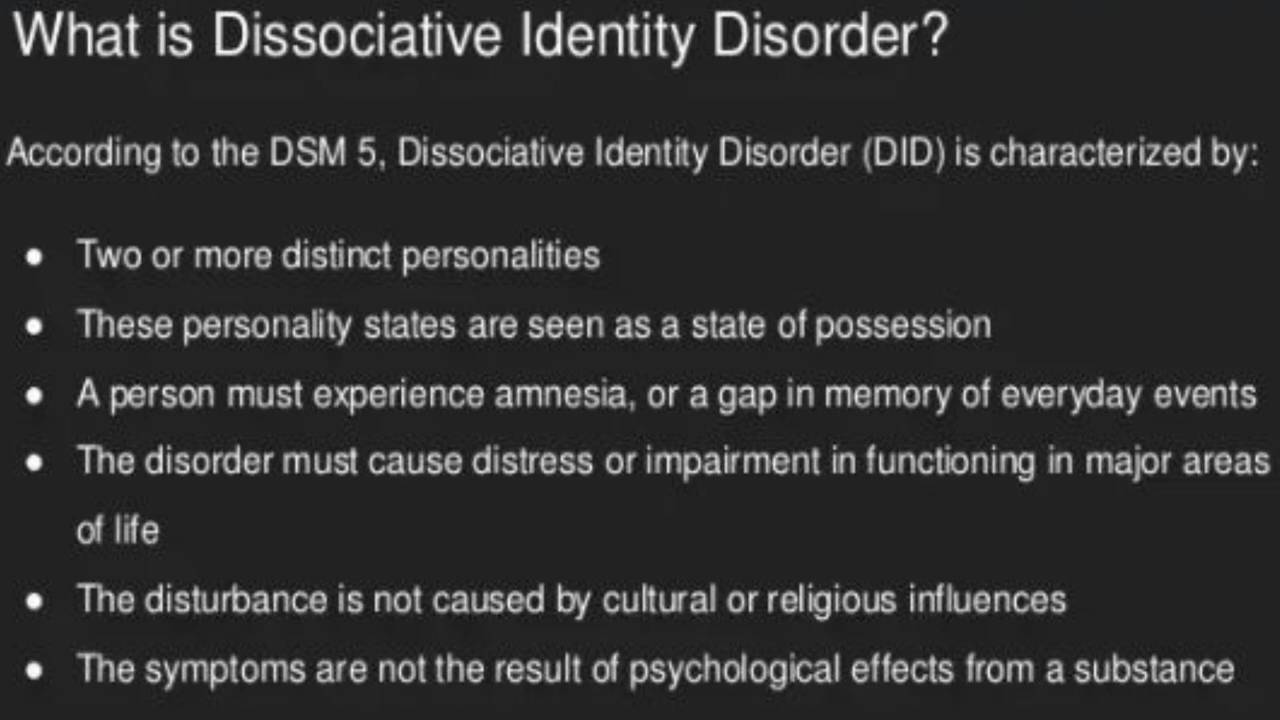 What is Dissociative Identity Disorder?
According to the DSM 5, Dissociative Identity Disorder (DID) is characterized by:
● Two or more distinct personalities
● These personality states are seen as a state of possession
● A person must experience amnesia, or a gap in memory of everyday events
● The disorder must cause distress or impairment in functioning in major areas
of life
● The disturbance is not caused by cultural or religious influences
● The symptoms are not the result of psychological effects from a substance